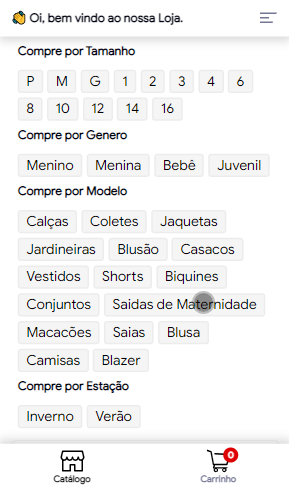 Oi, bem vindo ao nossa Loja.
Compre por Tamanho
P M G 1 2 3 4 6
8 10 12 14 16
Compre por Genero
Menino Menina Bebê Juvenil
Compre por Modelo
Calças Coletes Jaquetas
Jardineiras Blusão Casacos
Vestidos Shorts Biquines
Conjuntos Saidas de Maternidade
Macacões Saias Blusa
Camisas Blazer
Compre por Estação
Inverno Verão
0
Catálogo Carrinho